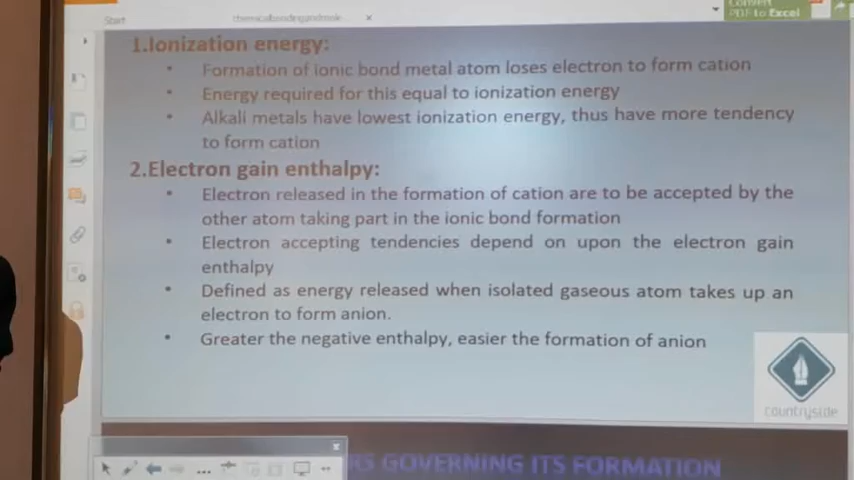 Start
Convert
PDF to Excel
1.Ionization energy:
• Formation of ionic bond metal atom loses electron to form cation
• Energy required for this equal to ionization energy
• Alkali metals have lowest ionization energy, thus have more tendency
to form cation
2.Electron gain enthalpy:
• Electron released in the formation of cation are to be accepted by the
other atom taking part in the ionic bond formation
• Electron accepting tendencies depend on upon the electron gain
enthalpy
• Defined as energy released when isolated gaseous atom takes up an
electron to form anion.
• Greater the negative enthalpy, easier the formation of anion
countryside
RS GOVERNING ITS FORMATION